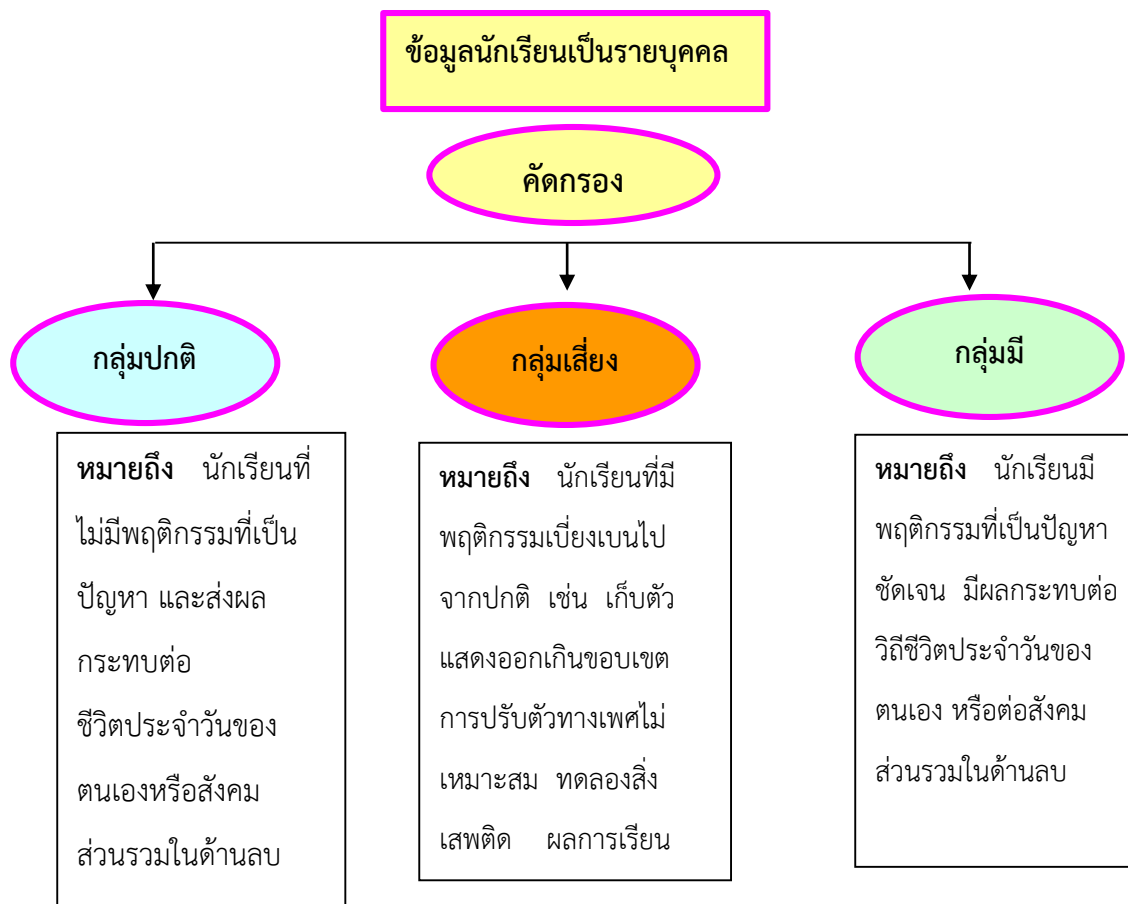 ข้อมูลนักเรียนเป็นรายบุคคล
คัดกรอง
กลุ่มปกติ
กลุ่มเสี่ยง
กลุ่มมี
หมายถึง นักเรียนที่
ไม่มีพฤติกรรมที่เป็น
ปัญหา และส่งผล
กระทบต่อ
ชีวิตประจำวันของ
ตนเองหรือสังคม
ส่วนรวมในด้านลบ
หมายถึง นักเรียนที่มี
พฤติกรรมเบี่ยงเบนไป
จากปกติ เช่น เก็บตัว
แสดงออกเกินขอบเขต
การปรับตัวทางเพศไม่
เหมาะสม ทดลองสิ่ง
เสพติด ผลการเรียน
หมายถึง นักเรียนมี
พฤติกรรมที่เป็นปัญหา
ชัดเจน มีผลกระทบต่อ
วิถีชีวิตประจำวันของ
ตนเอง หรือต่อสังคม
ส่วนรวมในด้านลบ